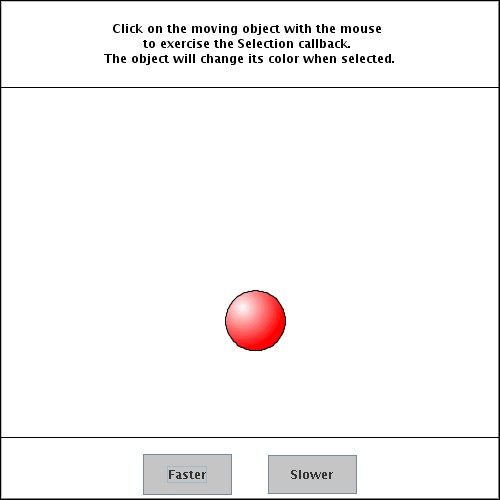 Click on the moving object with the mouse
to exercise the Selection callback.
The object will change its color when selected.
Faster
Slower